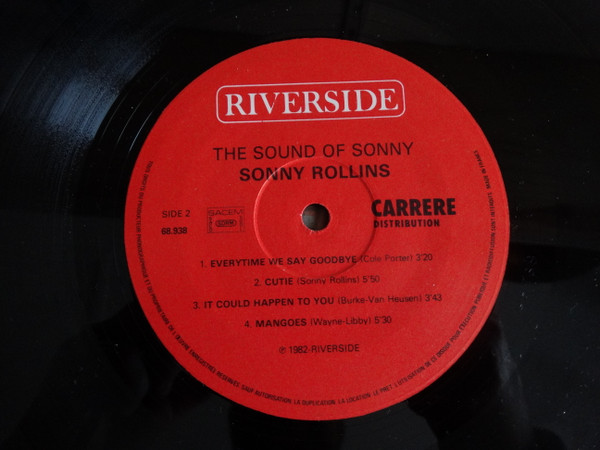 RIVERSIDE
THE SOUND OF SONNY
SONNY ROLLINS
SIDE 2
68.938
SACEM
CARRERE
DISTRIBUTION
1. EVERYTIME WE SAY GOODBYE (Cole Porter) 3'20
2. CUTIE (Sonny Rollins) 5'50
3. IT COULD HAPPEN TO YOU (Burke-Van Heusen) 3'43
4. MANGOES (Wayne-Libby) 5'30
℗ 1982 RIVERSIDE